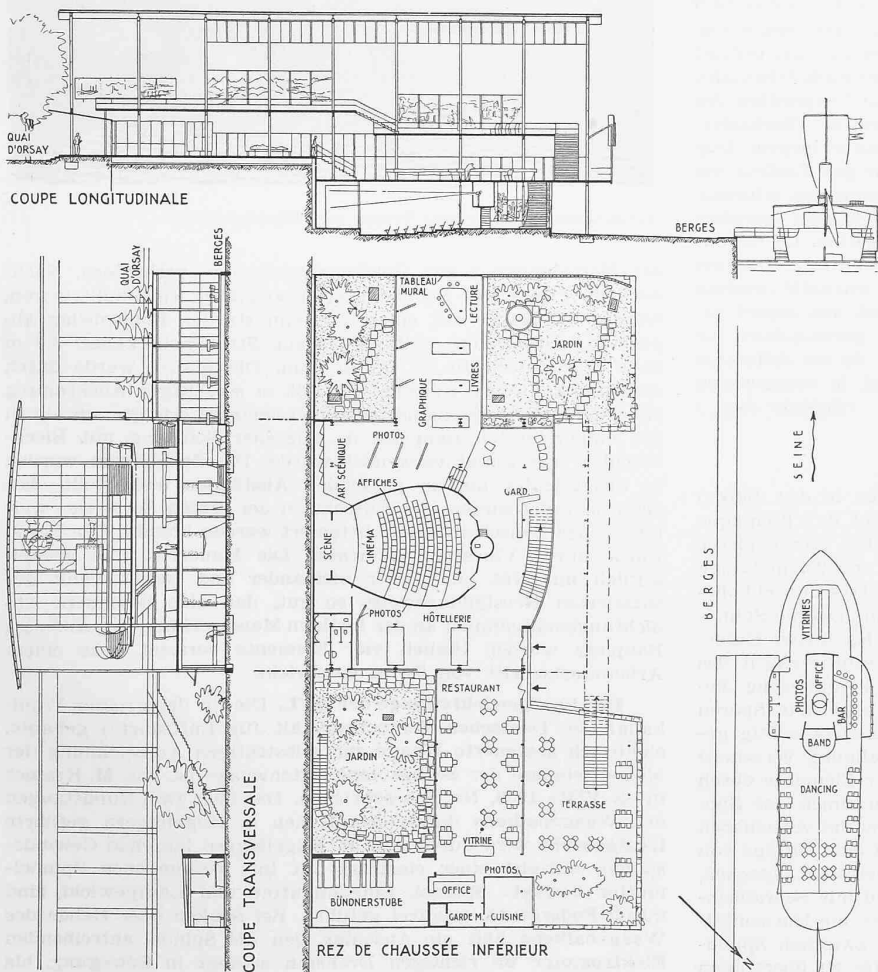 QUAI
D'ORSAY
COUPE LONGITUDINALE
BERGES
QUAI
D'ORSAY
BERGES
COUPE TRANSVERSALE
TABLEAU
MURAL
LECTURE
LIVRES
GRAPHIQUE
JARDIN
PHOTOS
ART SCÉNIQUE
AFFICHES
GARD.
CINÉMA
SCÈNE
PHOTOS
HÔTELLERIE
RESTAURANT
JARDIN
TERRASSE
VITRINE
PHOTOS
OFFICE
BÜNDNERSTUBE
GARDE M.
CUISINE
REZ DE CHAUSSÉE INFÉRIEUR
SEINE
BERGES
VITRINES
PHOTOS
OFFICE
BAR
BAND
DANCING
N